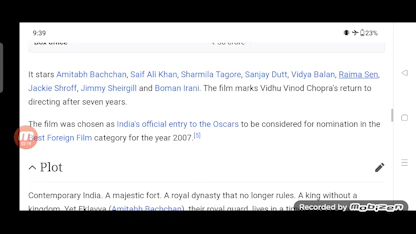 9:39
23%
Box office
It stars Amitabh Bachchan, Saif Ali Khan, Sharmila Tagore, Sanjay Dutt, Vidya Balan, Raima Sen,
Jackie Shroff, Jimmy Sheirgill and Boman Irani. The film marks Vidhu Vinod Chopra's return to
directing after seven years.
The film was chosen as India's official entry to the Oscars to be considered for nomination in the
Best Foreign Film category for the year 2007.[5]
Plot
Contemporary India. A majestic fort. A royal dynasty that no longer rules. A king without a
kingdom. Yet Eklavya (Amitabh Bachchan), their royal guard, lives in a
Recorded by Mobizen